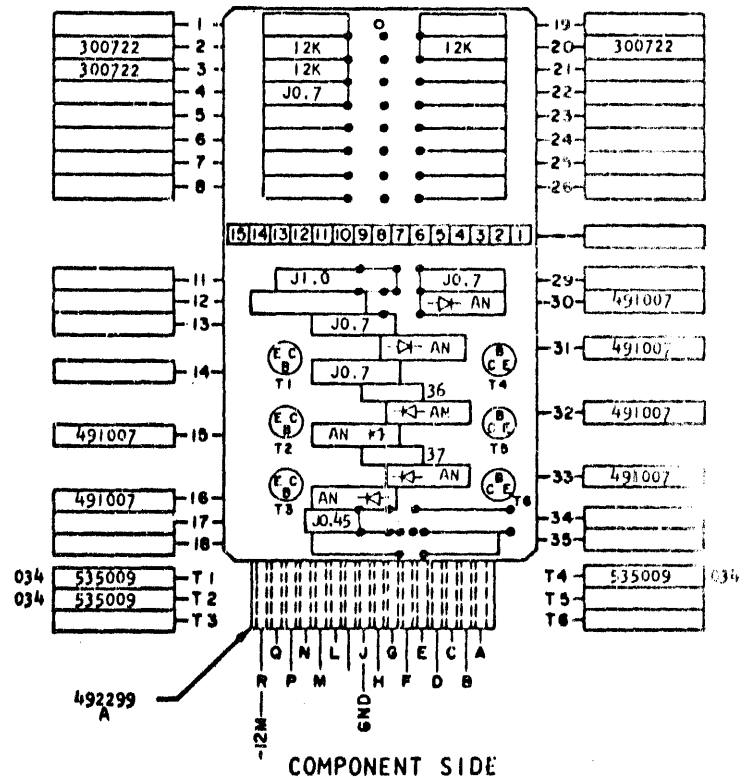 1 19
300722 2 12K 12K 20 300722
300722 3 12K 21
4 J0.7 22
5 23
6 24
7 25
8 26
15 14 13 12 11 10 9 8 7 6 5 4 3 2 1
11 J1.0 J0.7 29
12 AN 30 491007
13 J0.7
AN 31 491007
E C B T1 B C E T4
14 J0.7
36
AN 32 491007
E C B T2 B C E T5
491007 15 AN
37
AN 33 491007
E C B T3 B C E T6
491007 16 AN
17 J0.45 34
18 35
034 535009 T1 T4 535009 034
034 535009 T2 T5
T3 T6
Q N L J G E C A
R P M H F D B
492299
A
-12M GND
COMPONENT SIDE